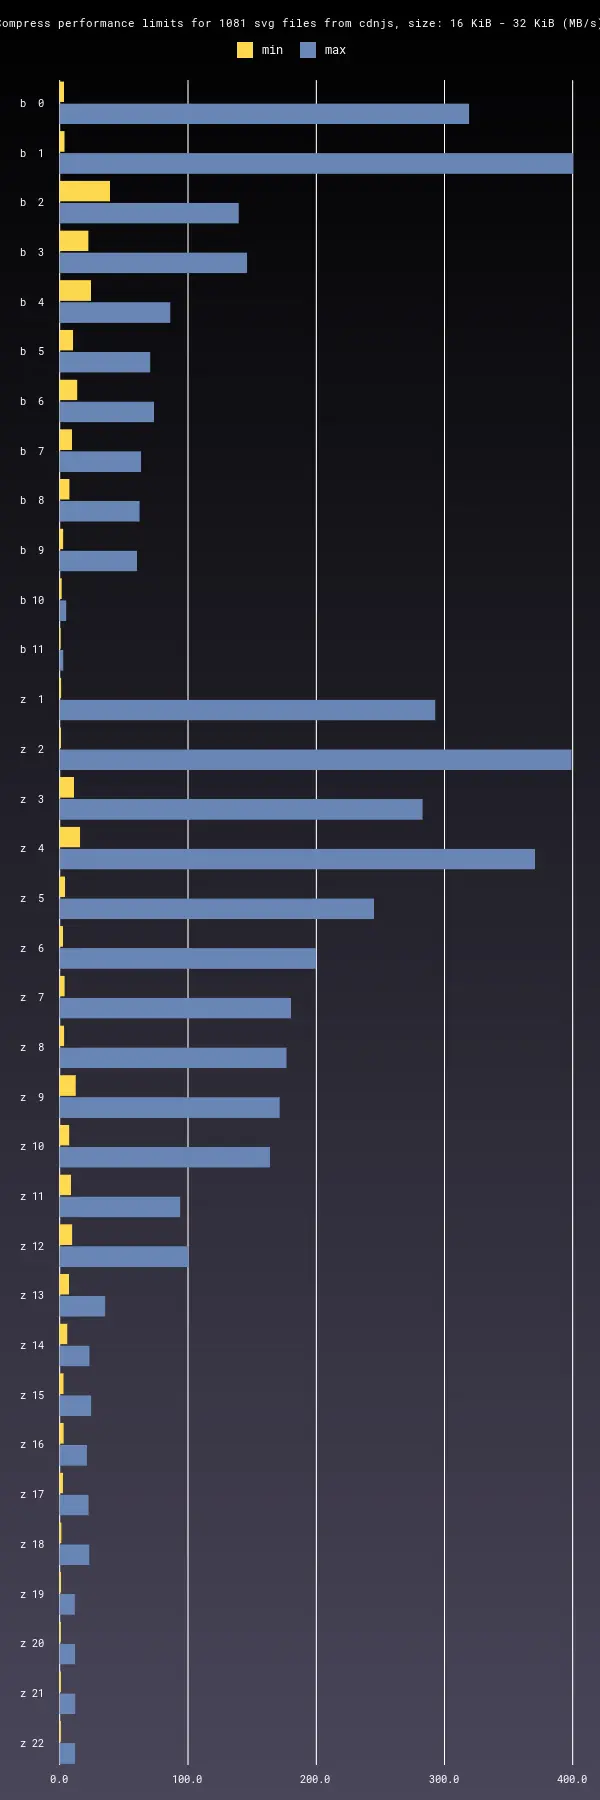 Compress performance limits for 1081 svg files from cdnjs, size: 16 KiB - 32 KiB (MB/s)
min max
b 0
b 1
b 2
b 3
b 4
b 5
b 6
b 7
b 8
b 9
b 10
b 11
z 1
z 2
z 3
z 4
z 5
z 6
z 7
z 8
z 9
z 10
z 11
z 12
z 13
z 14
z 15
z 16
z 17
z 18
z 19
z 20
z 21
z 22
0.0 100.0 200.0 300.0 400.0